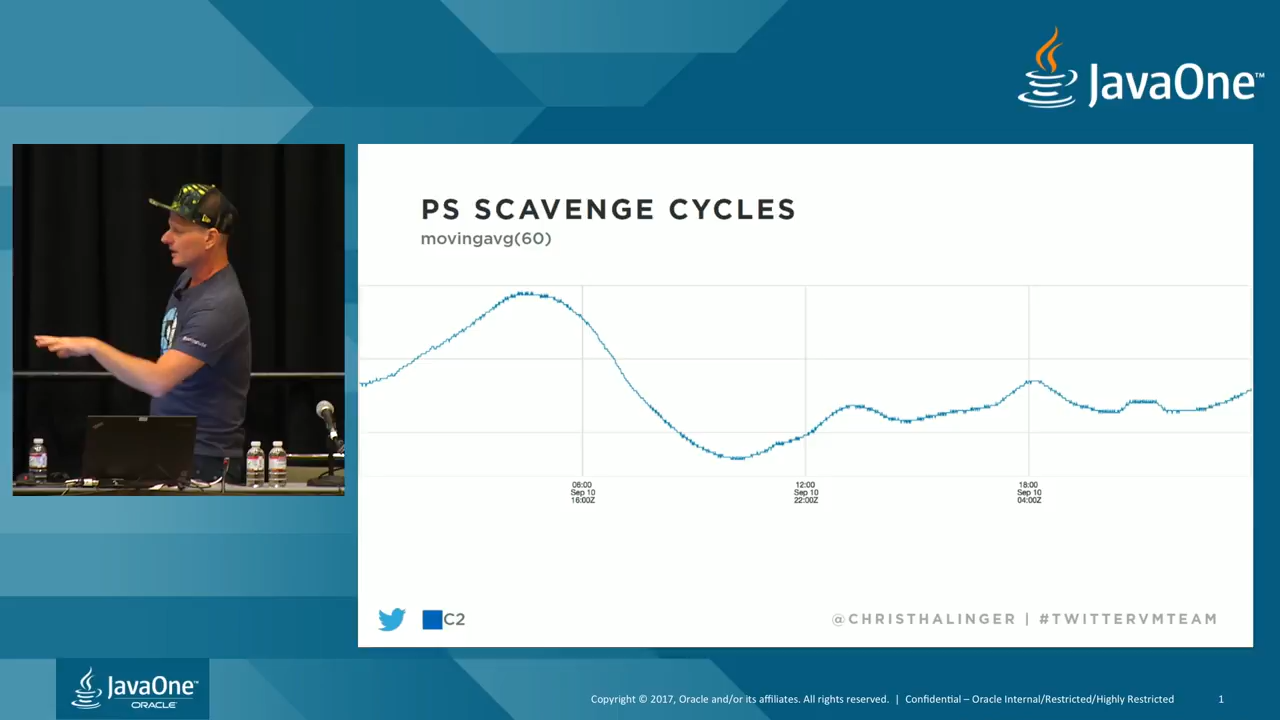 JavaOne™
PS SCAVENGE CYCLES
movingavg(60)
06:00
Sep 10
16:00Z
12:00
Sep 10
22:00Z
18:00
Sep 10
04:00Z
C2
@CHRISTHALINGER | #TWITTERVMTEAM
JavaOne™
ORACLE®
Copyright © 2017, Oracle and/or its affiliates. All rights reserved. | Confidential – Oracle Internal/Restricted/Highly Restricted 1